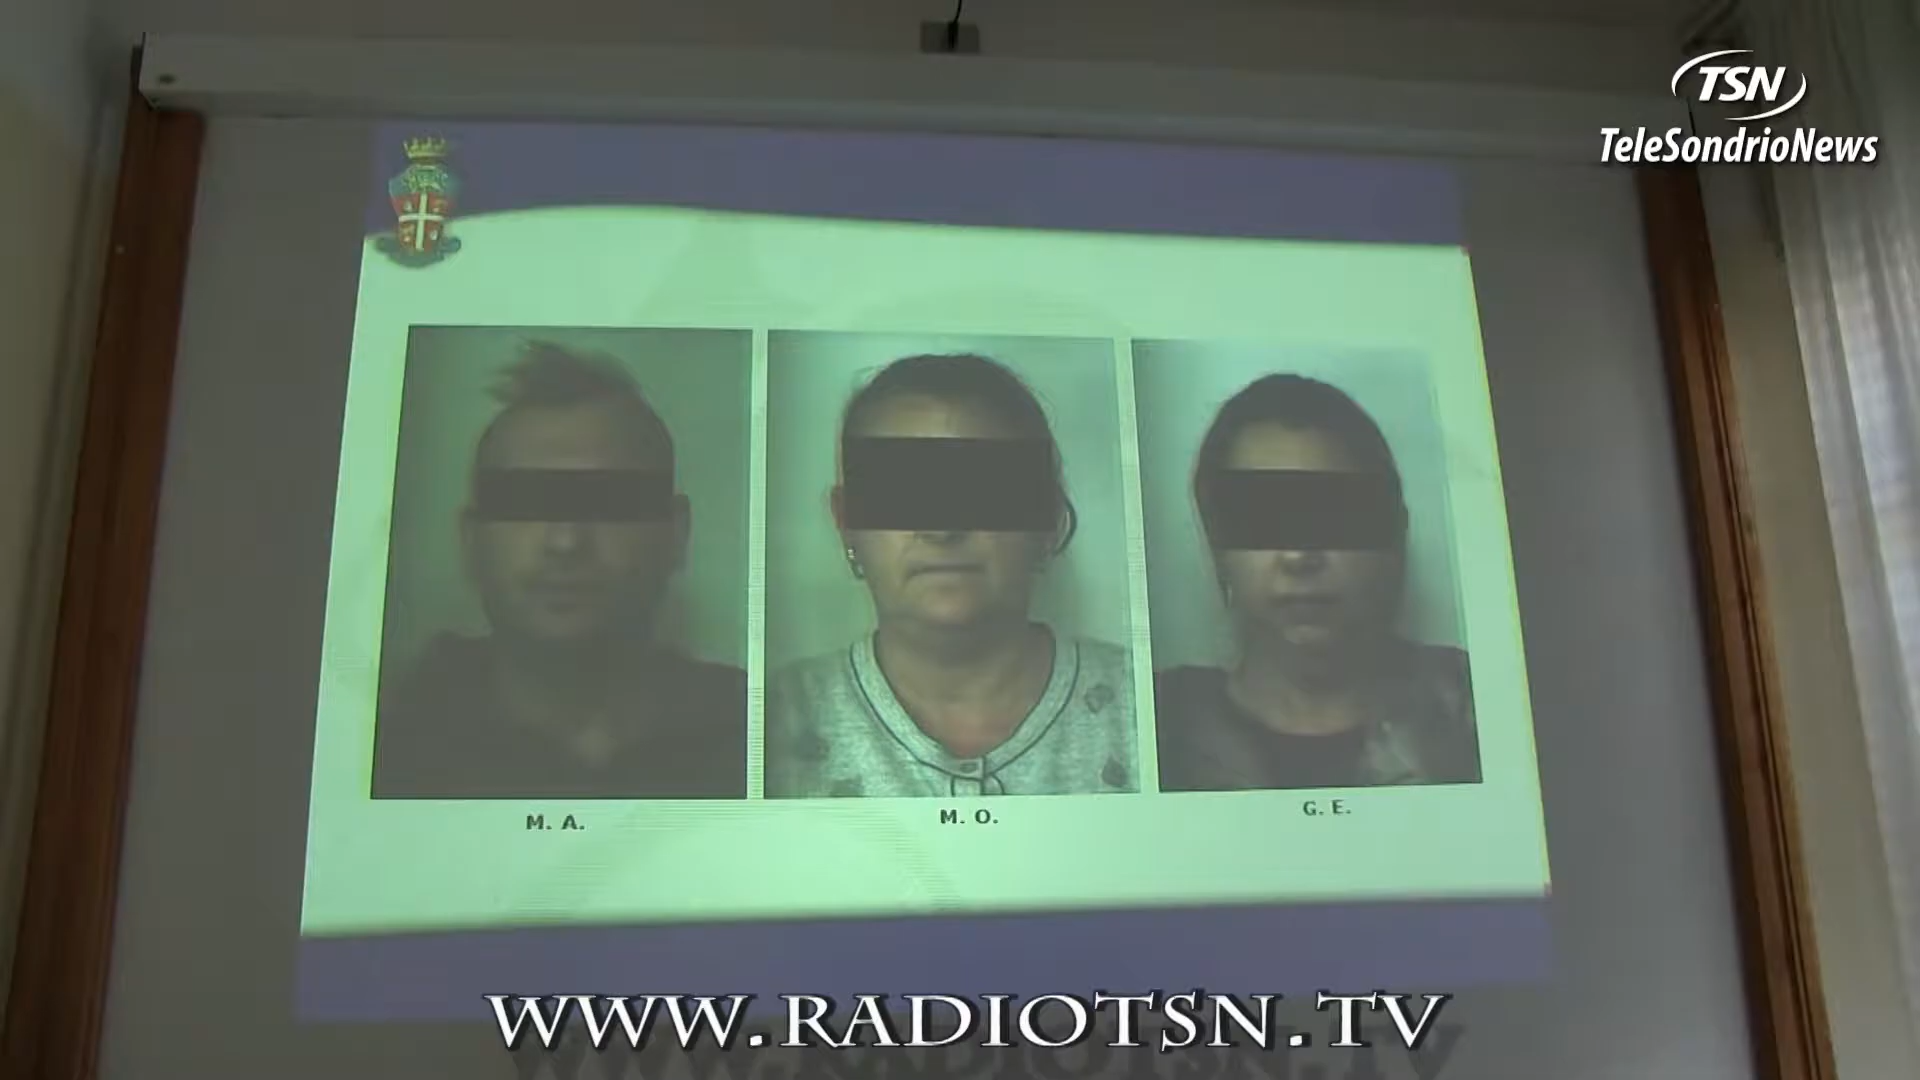 TSN
TeleSondrioNews
M. A.
M. O.
G. E.
WWW.RADIOTSN.TV